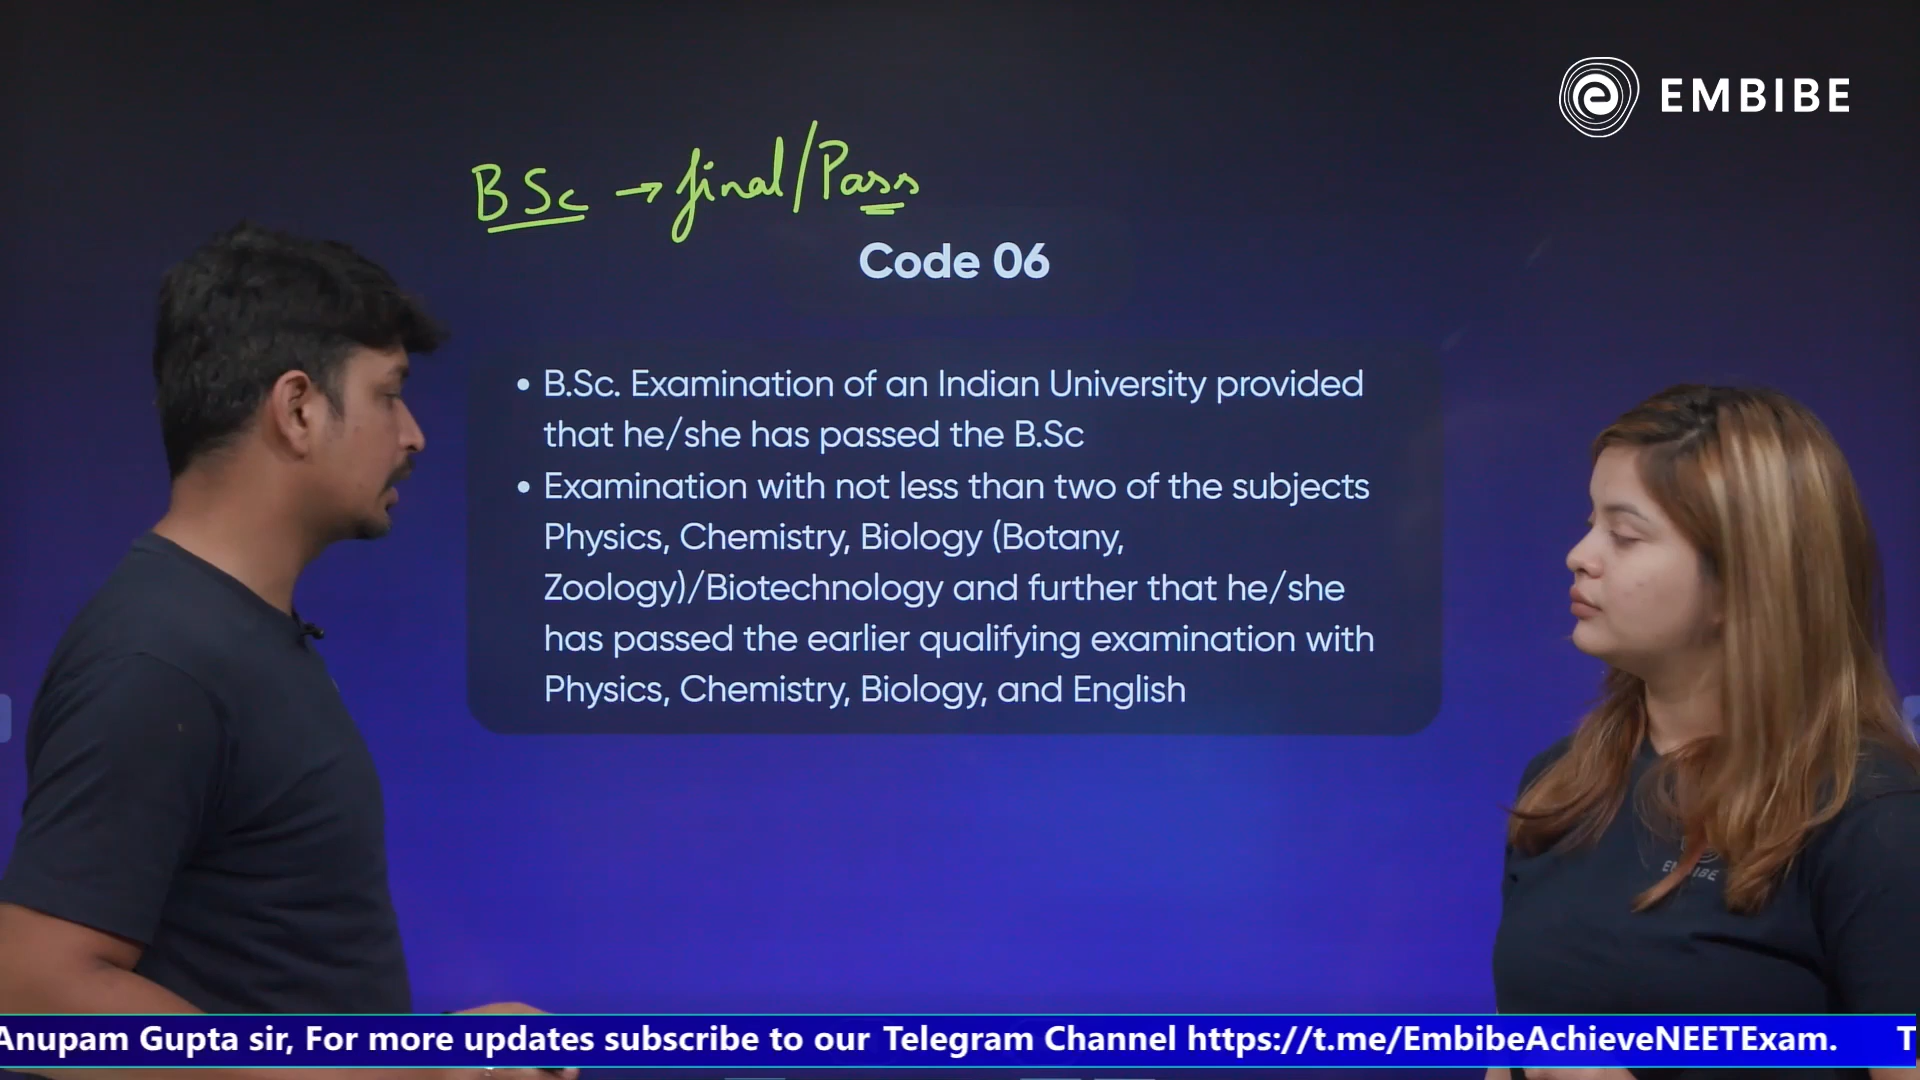 EMBIBE
BSc → final/Pass
Code 06
• B.Sc. Examination of an Indian University provided
that he/she has passed the B.Sc
• Examination with not less than two of the subjects
Physics, Chemistry, Biology (Botany,
Zoology)/Biotechnology and further that he/she
has passed the earlier qualifying examination with
Physics, Chemistry, Biology, and English
EMBIBE
Anupam Gupta sir, For more updates subscribe to our Telegram Channel https://t.me/EmbibeAchieveNEETExam. T